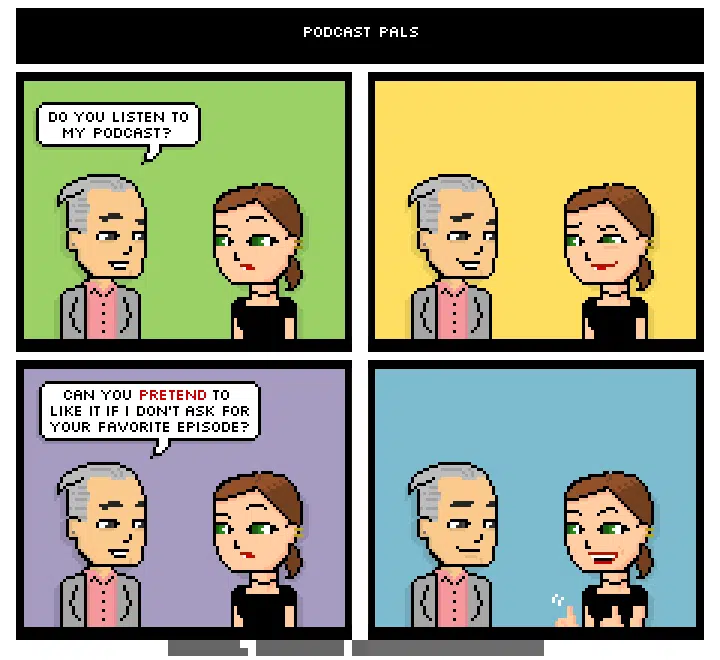 PODCAST PALS
DO YOU LISTEN TO
MY PODCAST?
CAN YOU PRETEND TO
LIKE IT IF I DON'T ASK FOR
YOUR FAVORITE EPISODE?